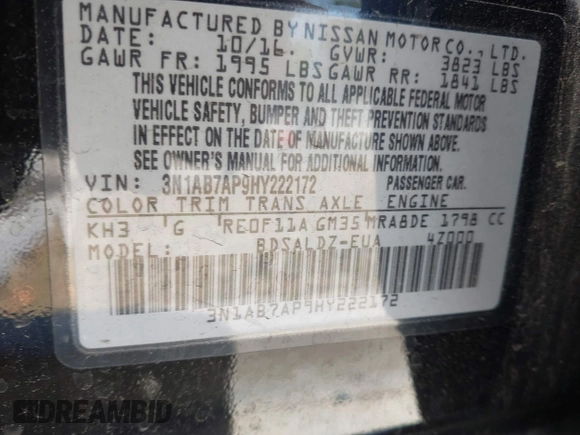 MANUFACTURED BY NISSAN MOTOR CO., LTD.
DATE: 10/16 GVWR: 3823 LBS
GAWR FR: 1995 LBS GAWR RR: 1841 LBS
THIS VEHICLE CONFORMS TO ALL APPLICABLE FEDERAL MOTOR
VEHICLE SAFETY, BUMPER AND THEFT PREVENTION STANDARDS
IN EFFECT ON THE DATE OF MANUFACTURE SHOWN ABOVE.
SEE OWNER'S MANUAL FOR ADDITIONAL INFORMATION.
VIN: 3N1AB7AP9HY222172 PASSENGER CAR.
COLOR TRIM TRANS AXLE ENGINE
KH3 G RE0F11A GM35 MRA8DE 1798 CC
MODEL: BDSALDZ-EUA 4Z000
3N1AB7AP9HY222172
DREAMBID